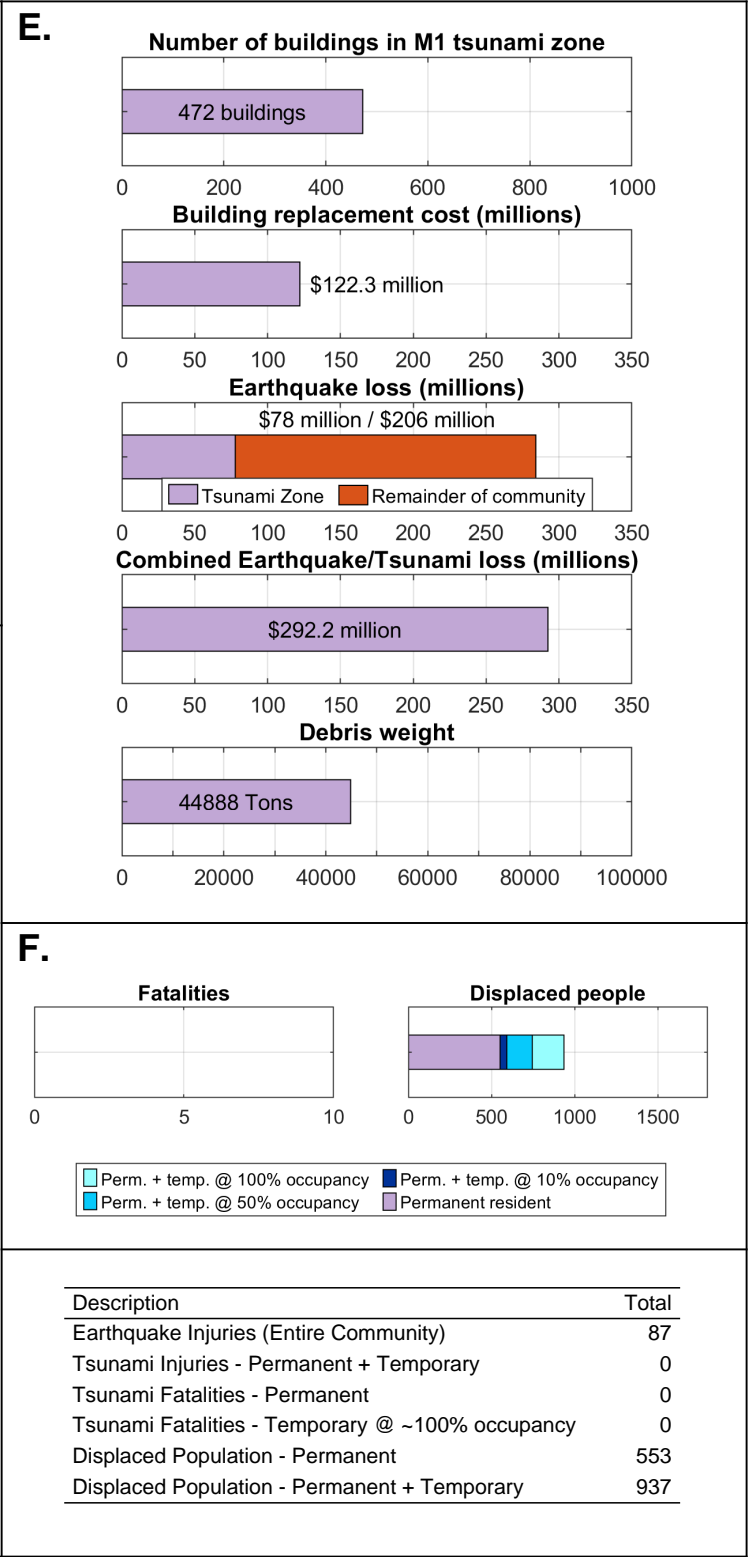 E.
Number of buildings in M1 tsunami zone
472 buildings
0 200 400 600 800 1000
Building replacement cost (millions)
$122.3 million
0 50 100 150 200 250 300 350
Earthquake loss (millions)
$78 million / $206 million
Tsunami Zone Remainder of community
0 50 100 150 200 250 300 350
Combined Earthquake/Tsunami loss (millions)
$292.2 million
0 50 100 150 200 250 300 350
Debris weight
44888 Tons
0 20000 40000 60000 80000 100000
F.
Fatalities
0 5 10
Displaced people
0 500 1000 1500
Perm. + temp. @ 100% occupancy Perm. + temp. @ 10% occupancy
Perm. + temp. @ 50% occupancy Permanent resident
Description Total
Earthquake Injuries (Entire Community) 87
Tsunami Injuries - Permanent + Temporary 0
Tsunami Fatalities - Permanent 0
Tsunami Fatalities - Temporary @ ~100% occupancy 0
Displaced Population - Permanent 553
Displaced Population - Permanent + Temporary 937